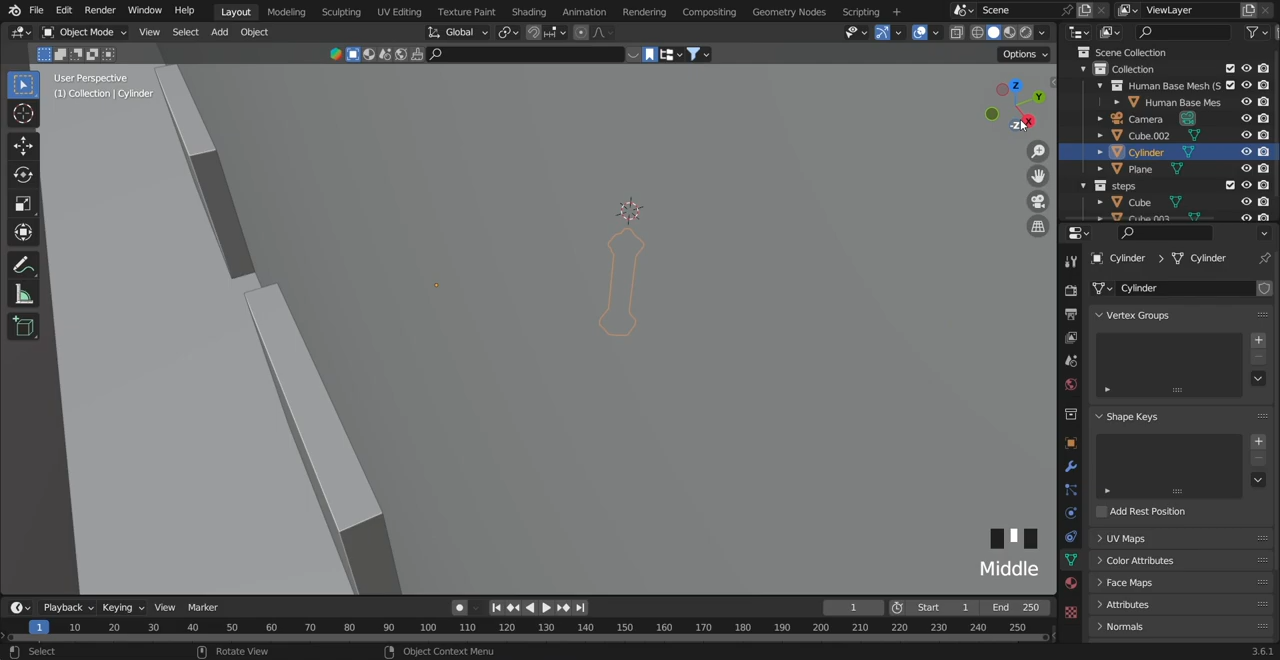 File Edit Render Window Help Layout Modeling Sculpting UV Editing Texture Paint Shading Animation Rendering Compositing Geometry Nodes Scripting + Scene ViewLayer
Object Mode View Select Add Object Global
Options
User Perspective
(1) Collection | Cylinder
Z
Y
X
-Z
Scene Collection
Collection
Human Base Mesh (S
Human Base Mes
Camera
Cube.002
Cylinder
Plane
steps
Cube
Cube.003
Cylinder > Cylinder
Cylinder
Vertex Groups
Shape Keys
Add Rest Position
UV Maps
Color Attributes
Face Maps
Attributes
Normals
Middle
Playback Keying View Marker 1 Start 1 End 250
1 10 20 30 40 50 60 70 80 90 100 110 120 130 140 150 160 170 180 190 200 210 220 230 240 250
Select Rotate View Object Context Menu 3.6.1